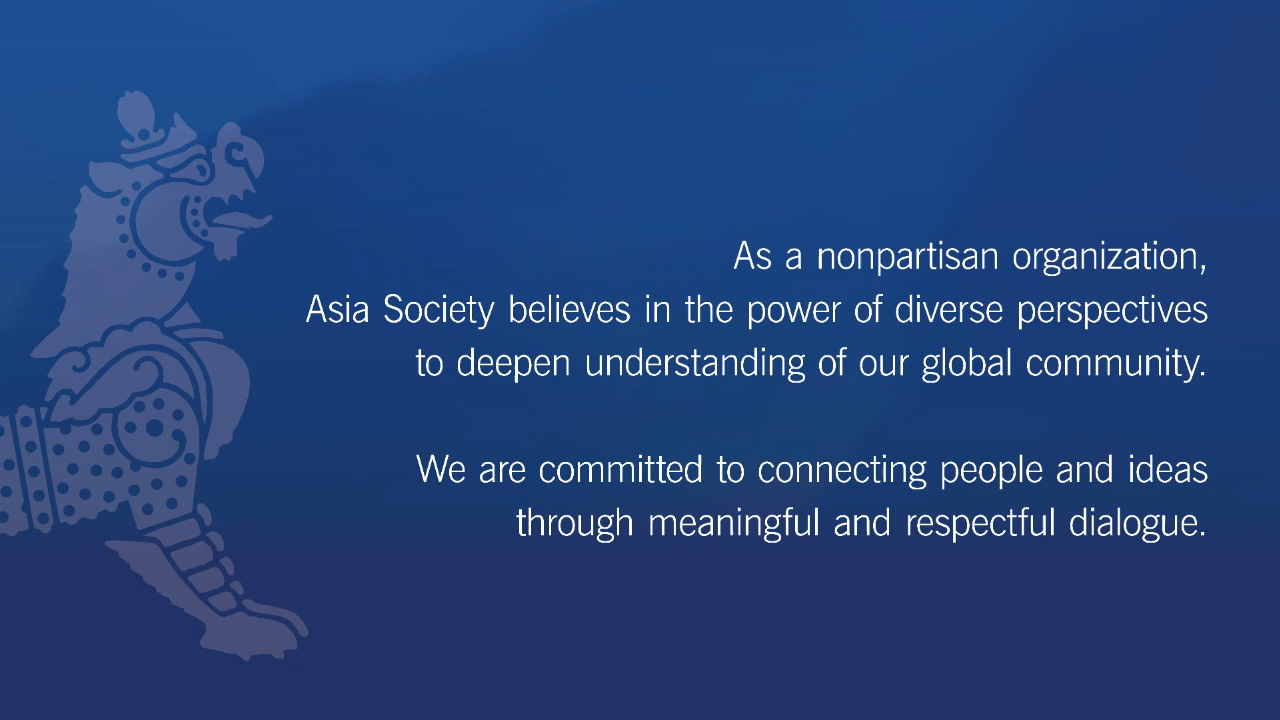 As a nonpartisan organization,
Asia Society believes in the power of diverse perspectives
to deepen understanding of our global community.
We are committed to connecting people and ideas
through meaningful and respectful dialogue.